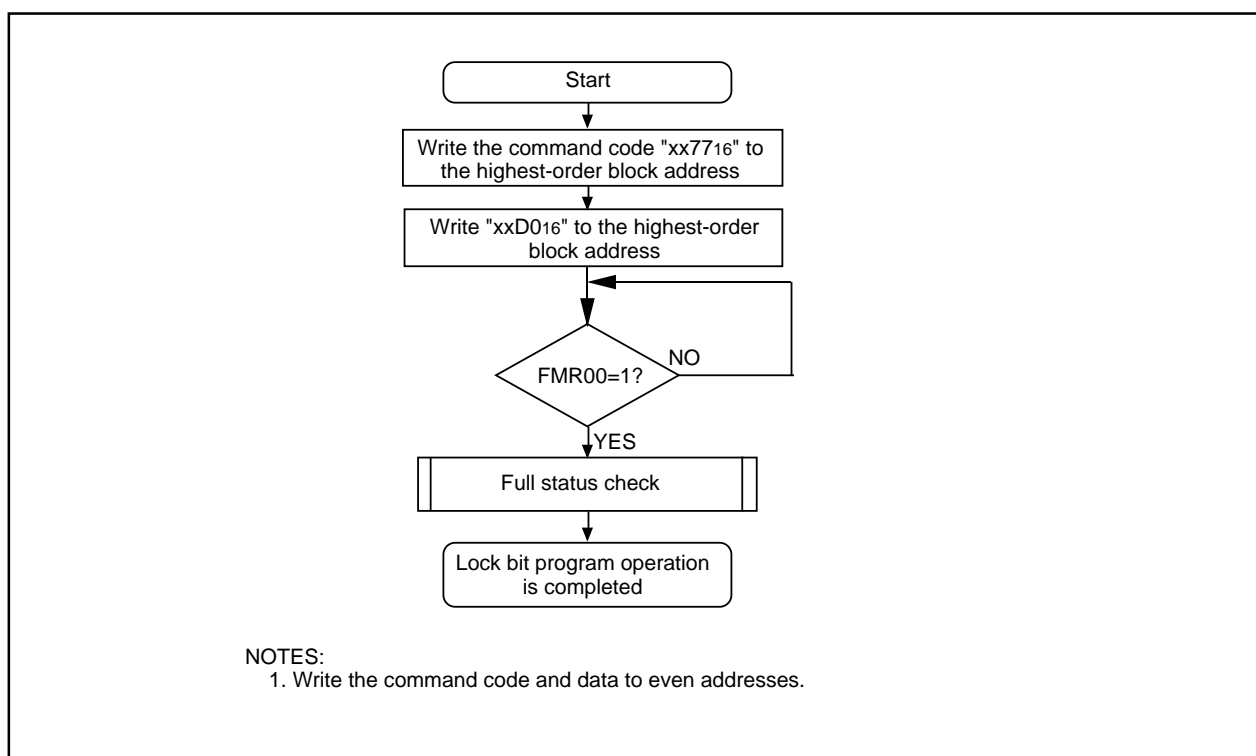 Start
Write the command code "xx7716" to
the highest-order block address
Write "xxD016" to the highest-order
block address
NO
FMR00=1?
YES
Full status check
Lock bit program operation
is completed
NOTES:
1. Write the command code and data to even addresses.